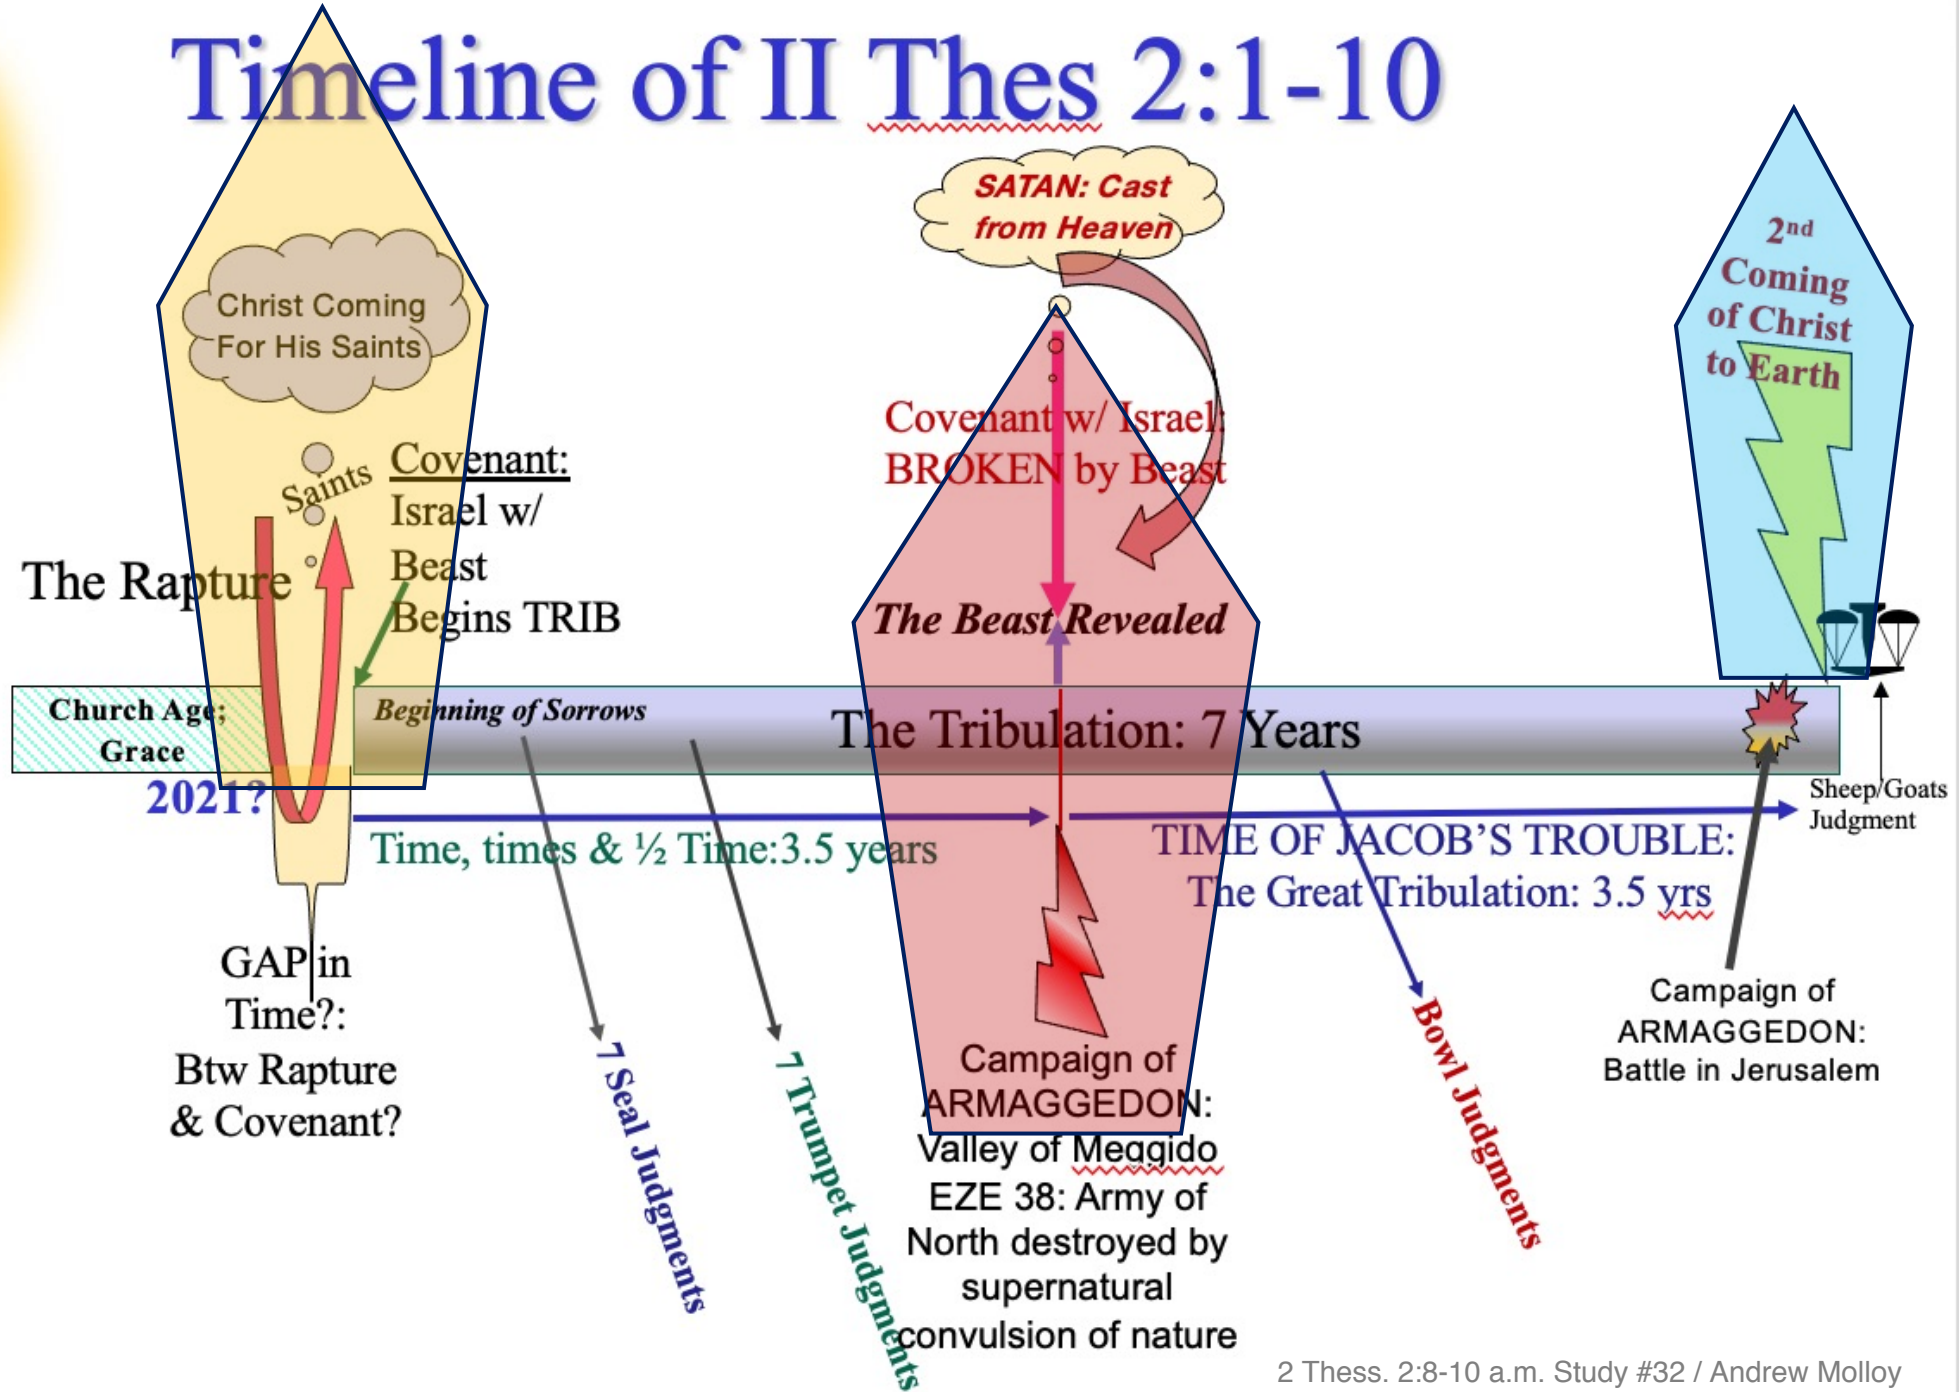 Timeline of II Thes 2:1-10
SATAN: Cast
from Heaven
2nd
Coming
of Christ
to Earth
Christ Coming
For His Saints
Saints
Covenant:
Israel w/
Beast
Begins TRIB
The Rapture
Covenant w/ Israel:
BROKEN by Beast
The Beast Revealed
Church Age;
Grace
2021?
Beginning of Sorrows
The Tribulation: 7 Years
Sheep/Goats
Judgment
Time, times & ½ Time:3.5 years
TIME OF JACOB'S TROUBLE:
The Great Tribulation: 3.5 yrs
GAP in
Time?:
Btw Rapture
& Covenant?
7 Seal Judgments
7 Trumpet Judgments
Campaign of
ARMAGGEDON:
Valley of Meggido
EZE 38: Army of
North destroyed by
supernatural
convulsion of nature
Bowl Judgments
Campaign of
ARMAGGEDON:
Battle in Jerusalem
2 Thess. 2:8-10 a.m. Study #32 / Andrew Molloy